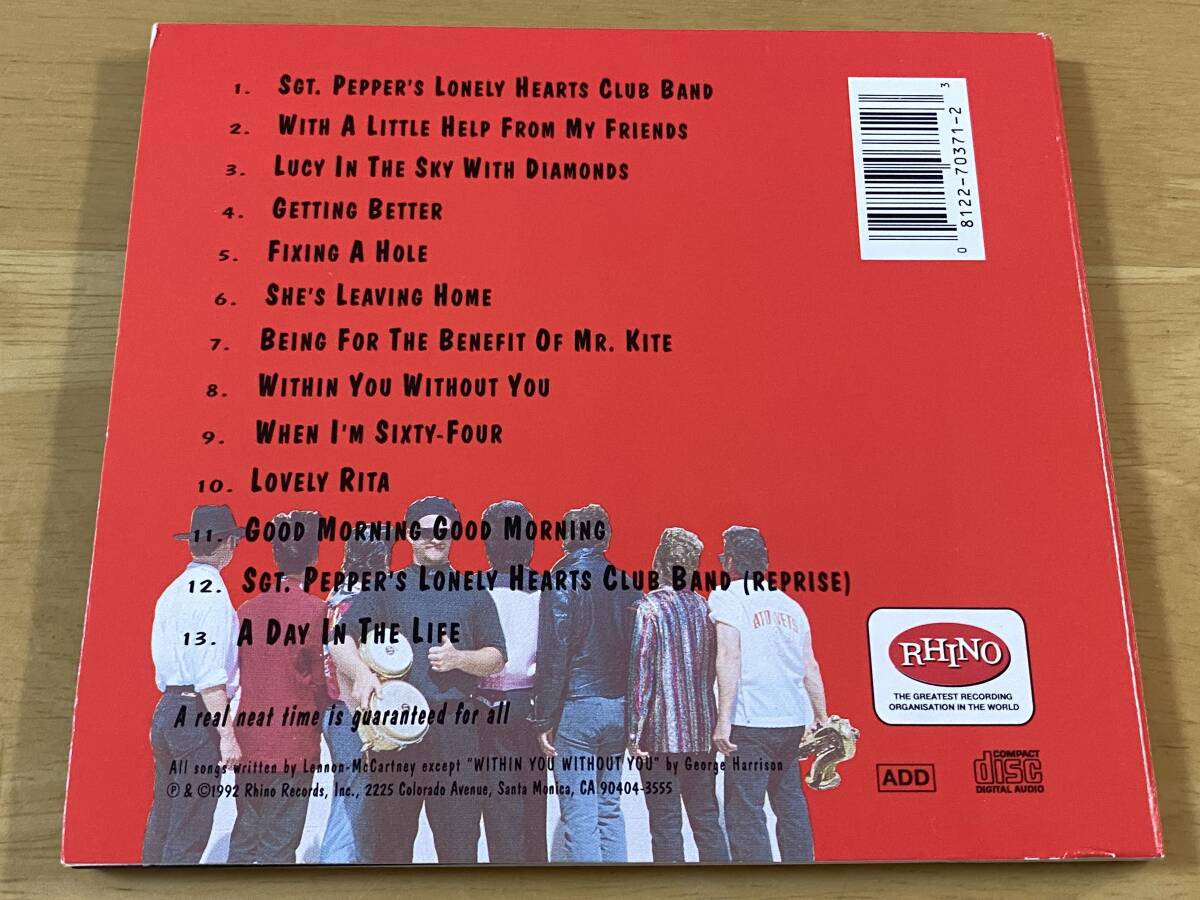 1. SGT. PEPPER'S LONELY HEARTS CLUB BAND
2. WITH A LITTLE HELP FROM MY FRIENDS
3. LUCY IN THE SKY WITH DIAMONDS
4. GETTING BETTER
5. FIXING A HOLE
6. SHE'S LEAVING HOME
7. BEING FOR THE BENEFIT OF MR. KITE
8. WITHIN YOU WITHOUT YOU
9. WHEN I'M SIXTY-FOUR
10. LOVELY RITA
11. GOOD MORNING GOOD MORNING
12. SGT. PEPPER'S LONELY HEARTS CLUB BAND (REPRISE)
13. A DAY IN THE LIFE
A real neat time is guaranteed for all
All songs written by Lennon-McCartney except "WITHIN YOU WITHOUT YOU" by George Harrison
℗ & ©1992 Rhino Records, Inc., 2225 Colorado Avenue, Santa Monica, CA 90404-3555
0 8122-70371-2 3
RHINO
THE GREATEST RECORDING
ORGANISATION IN THE WORLD
ADD
COMPACT
disc
DIGITAL AUDIO